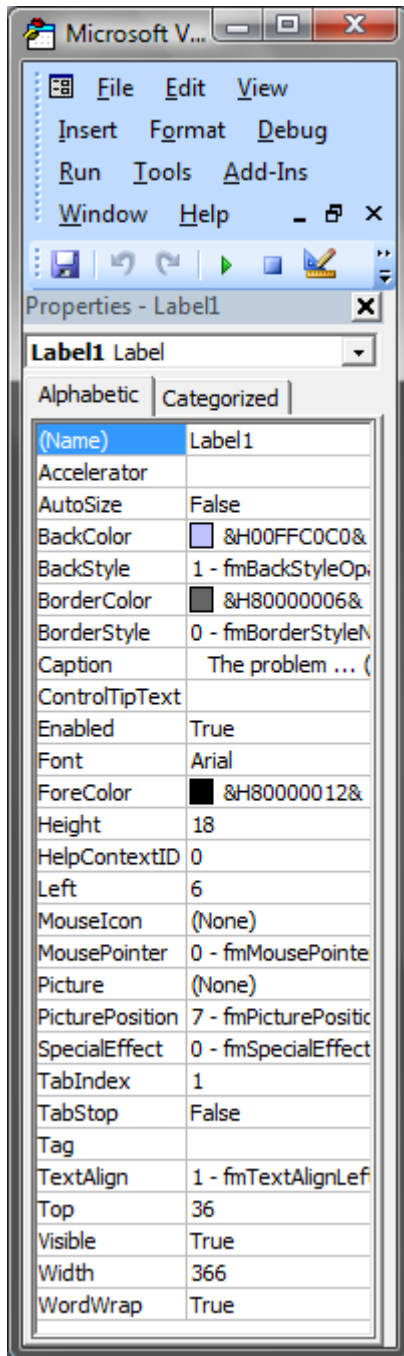 Microsoft V...
File Edit View
Insert Format Debug
Run Tools Add-Ins
Window Help
Properties - Label1
Label1 Label
Alphabetic Categorized
(Name) Label1
Accelerator
AutoSize False
BackColor &H00FFC0C0&
BackStyle 1 - fmBackStyleOpa
BorderColor &H80000006&
BorderStyle 0 - fmBorderStyleN
Caption The problem ... (
ControlTipText
Enabled True
Font Arial
ForeColor &H80000012&
Height 18
HelpContextID 0
Left 6
MouseIcon (None)
MousePointer 0 - fmMousePointe
Picture (None)
PicturePosition 7 - fmPicturePositic
SpecialEffect 0 - fmSpecialEffect
TabIndex 1
TabStop False
Tag
TextAlign 1 - fmTextAlignLef
Top 36
Visible True
Width 366
WordWrap True